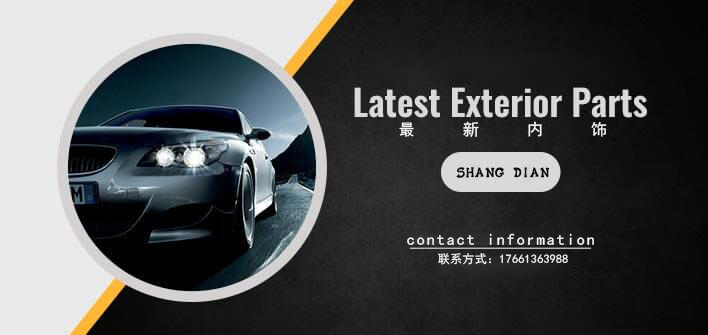 Latest Exterior Parts
最新内饰
SHANG DIAN
contact information
联系方式：17661363988
M